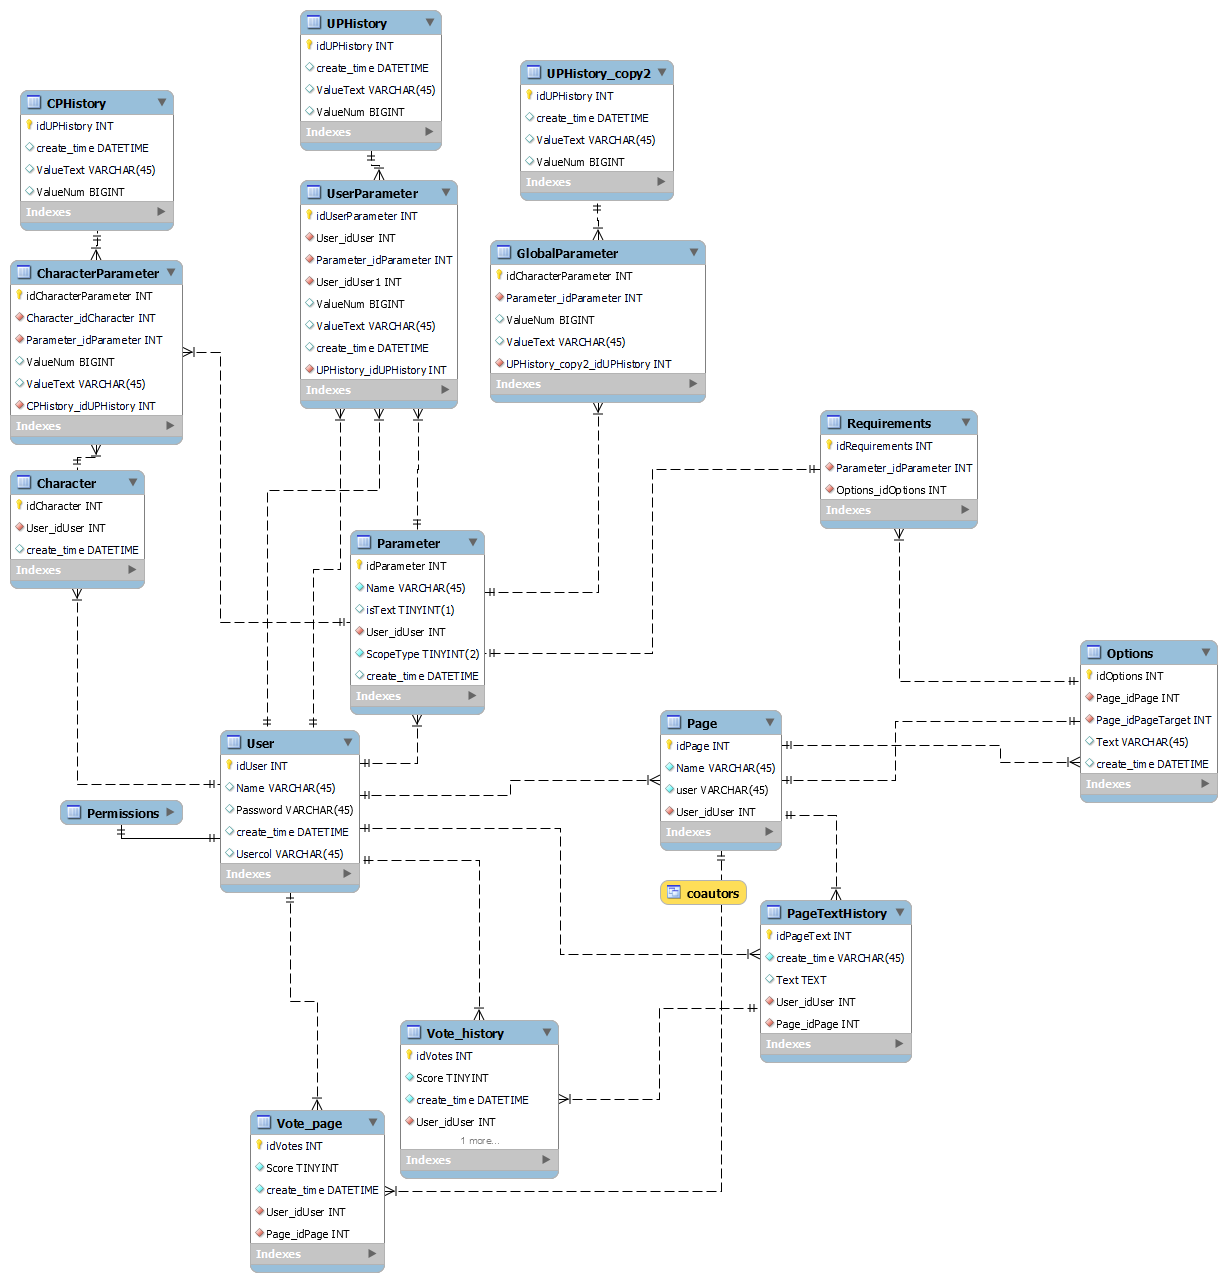 UPHistory
idUPHistory INT
create_time DATETIME
ValueText VARCHAR(45)
ValueNum BIGINT
Indexes
UPHistory_copy2
idUPHistory INT
create_time DATETIME
ValueText VARCHAR(45)
ValueNum BIGINT
Indexes
CPHistory
idUPHistory INT
create_time DATETIME
ValueText VARCHAR(45)
ValueNum BIGINT
Indexes
UserParameter
idUserParameter INT
User_idUser INT
Parameter_idParameter INT
User_idUser1 INT
ValueNum BIGINT
ValueText VARCHAR(45)
create_time DATETIME
UPHistory_idUPHistory INT
Indexes
GlobalParameter
idCharacterParameter INT
Parameter_idParameter INT
ValueNum BIGINT
ValueText VARCHAR(45)
UPHistory_copy2_idUPHistory INT
Indexes
CharacterParameter
idCharacterParameter INT
Character_idCharacter INT
Parameter_idParameter INT
ValueNum BIGINT
ValueText VARCHAR(45)
CPHistory_idUPHistory INT
Indexes
Requirements
idRequirements INT
Parameter_idParameter INT
Options_idOptions INT
Indexes
Character
idCharacter INT
User_idUser INT
create_time DATETIME
Indexes
Parameter
idParameter INT
Name VARCHAR(45)
isText TINYINT(1)
User_idUser INT
ScopeType TINYINT(2)
create_time DATETIME
Indexes
Options
idOptions INT
Page_idPage INT
Page_idPageTarget INT
Text VARCHAR(45)
create_time DATETIME
Indexes
Page
idPage INT
Name VARCHAR(45)
user VARCHAR(45)
User_idUser INT
Indexes
User
idUser INT
Name VARCHAR(45)
Password VARCHAR(45)
create_time DATETIME
Usercol VARCHAR(45)
Indexes
Permissions
coautors
PageTextHistory
idPageText INT
create_time VARCHAR(45)
Text TEXT
User_idUser INT
Page_idPage INT
Indexes
Vote_history
idVotes INT
Score TINYINT
create_time DATETIME
User_idUser INT
1 more...
Indexes
Vote_page
idVotes INT
Score TINYINT
create_time DATETIME
User_idUser INT
Page_idPage INT
Indexes